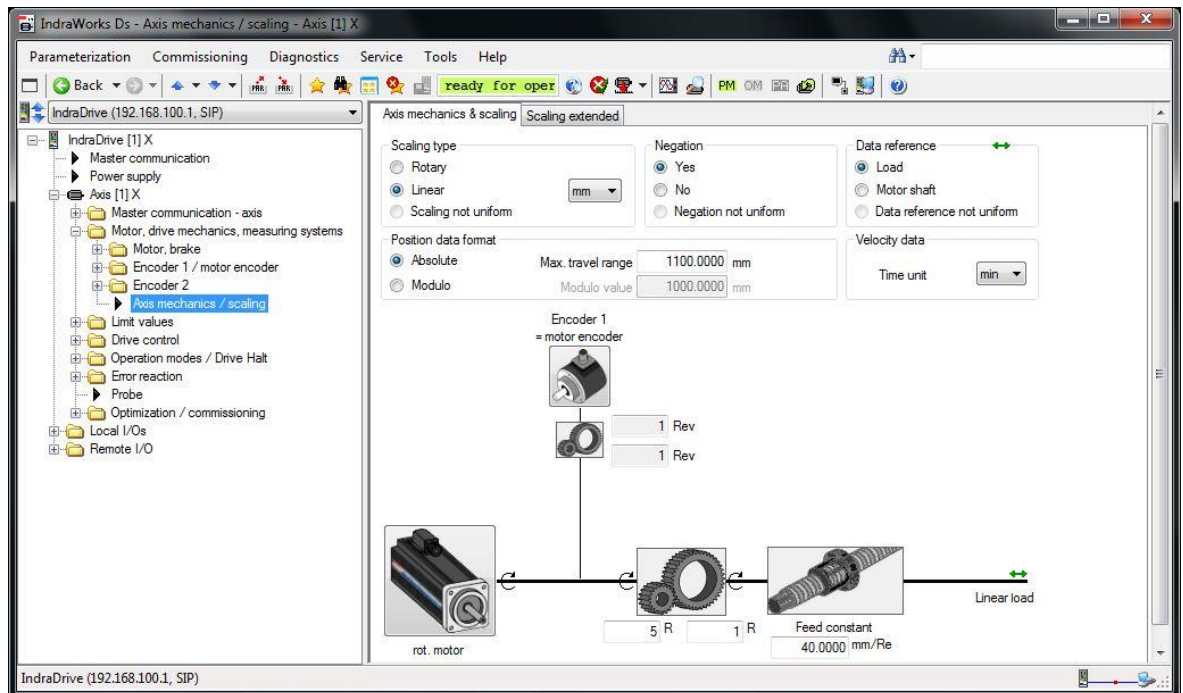 IndraWorks Ds - Axis mechanics / scaling - Axis [1] X
Parameterization Commissioning Diagnostics Service Tools Help
Back PAR. PAR. ready for oper PM OM
IndraDrive (192.168.100.1, SIP)
IndraDrive [1] X
Master communication
Power supply
Axis [1] X
Master communication - axis
Motor, drive mechanics, measuring systems
Motor, brake
Encoder 1 / motor encoder
Encoder 2
Axis mechanics / scaling
Limit values
Drive control
Operation modes / Drive Halt
Error reaction
Probe
Optimization / commissioning
Local I/Os
Remote I/O
Axis mechanics & scaling Scaling extended
Scaling type
Rotary
Linear mm
Scaling not uniform
Negation
Yes
No
Negation not uniform
Data reference
Load
Motor shaft
Data reference not uniform
Position data format
Absolute Max. travel range 1100.0000 mm
Modulo Modulo value 1000.0000 mm
Velocity data
Time unit min
Encoder 1
= motor encoder
1 Rev
1 Rev
Linear load
5 R 1 R Feed constant
rot. motor 40.0000 mm/Re
IndraDrive (192.168.100.1, SIP)